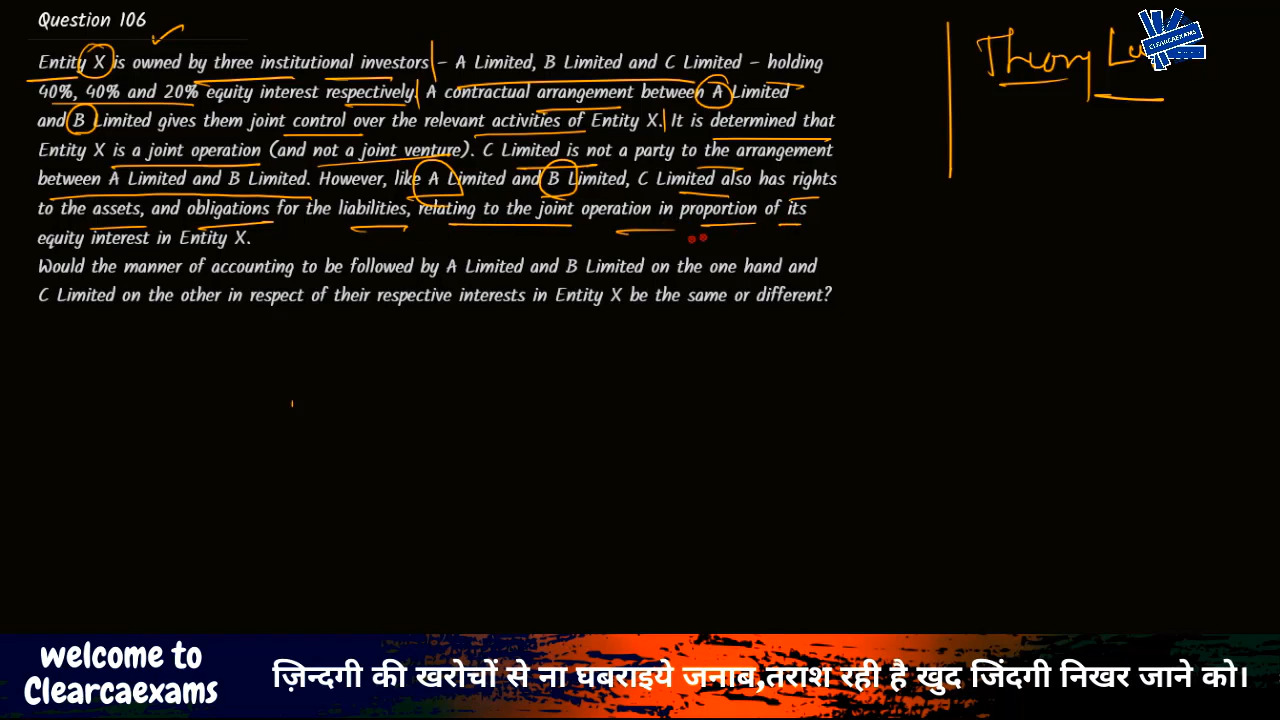 Question 106
Entity X is owned by three institutional investors – A Limited, B Limited and C Limited – holding
40%, 40% and 20% equity interest respectively. A contractual arrangement between A Limited
and B Limited gives them joint control over the relevant activities of Entity X. It is determined that
Entity X is a joint operation (and not a joint venture). C Limited is not a party to the arrangement
between A Limited and B Limited. However, like A Limited and B Limited, C Limited also has rights
to the assets, and obligations for the liabilities, relating to the joint operation in proportion of its
equity interest in Entity X.
Would the manner of accounting to be followed by A Limited and B Limited on the one hand and
C Limited on the other in respect of their respective interests in Entity X be the same or different?
Theory
CLEARCAEXAMS
welcome to
Clearcaexams
ज़िन्दगी की खरोचों से ना घबराइये जनाब,तराश रही है खुद जिंदगी निखर जाने को।